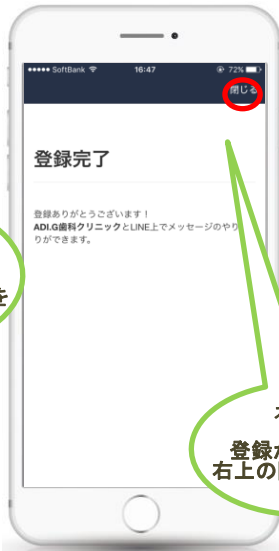 SoftBank 16:47 72%
閉じる
登録完了
登録ありがとうございます！
ADI.G歯科クリニックとLINE上でメッセージのやり
りができます。
を
登録が
右上の